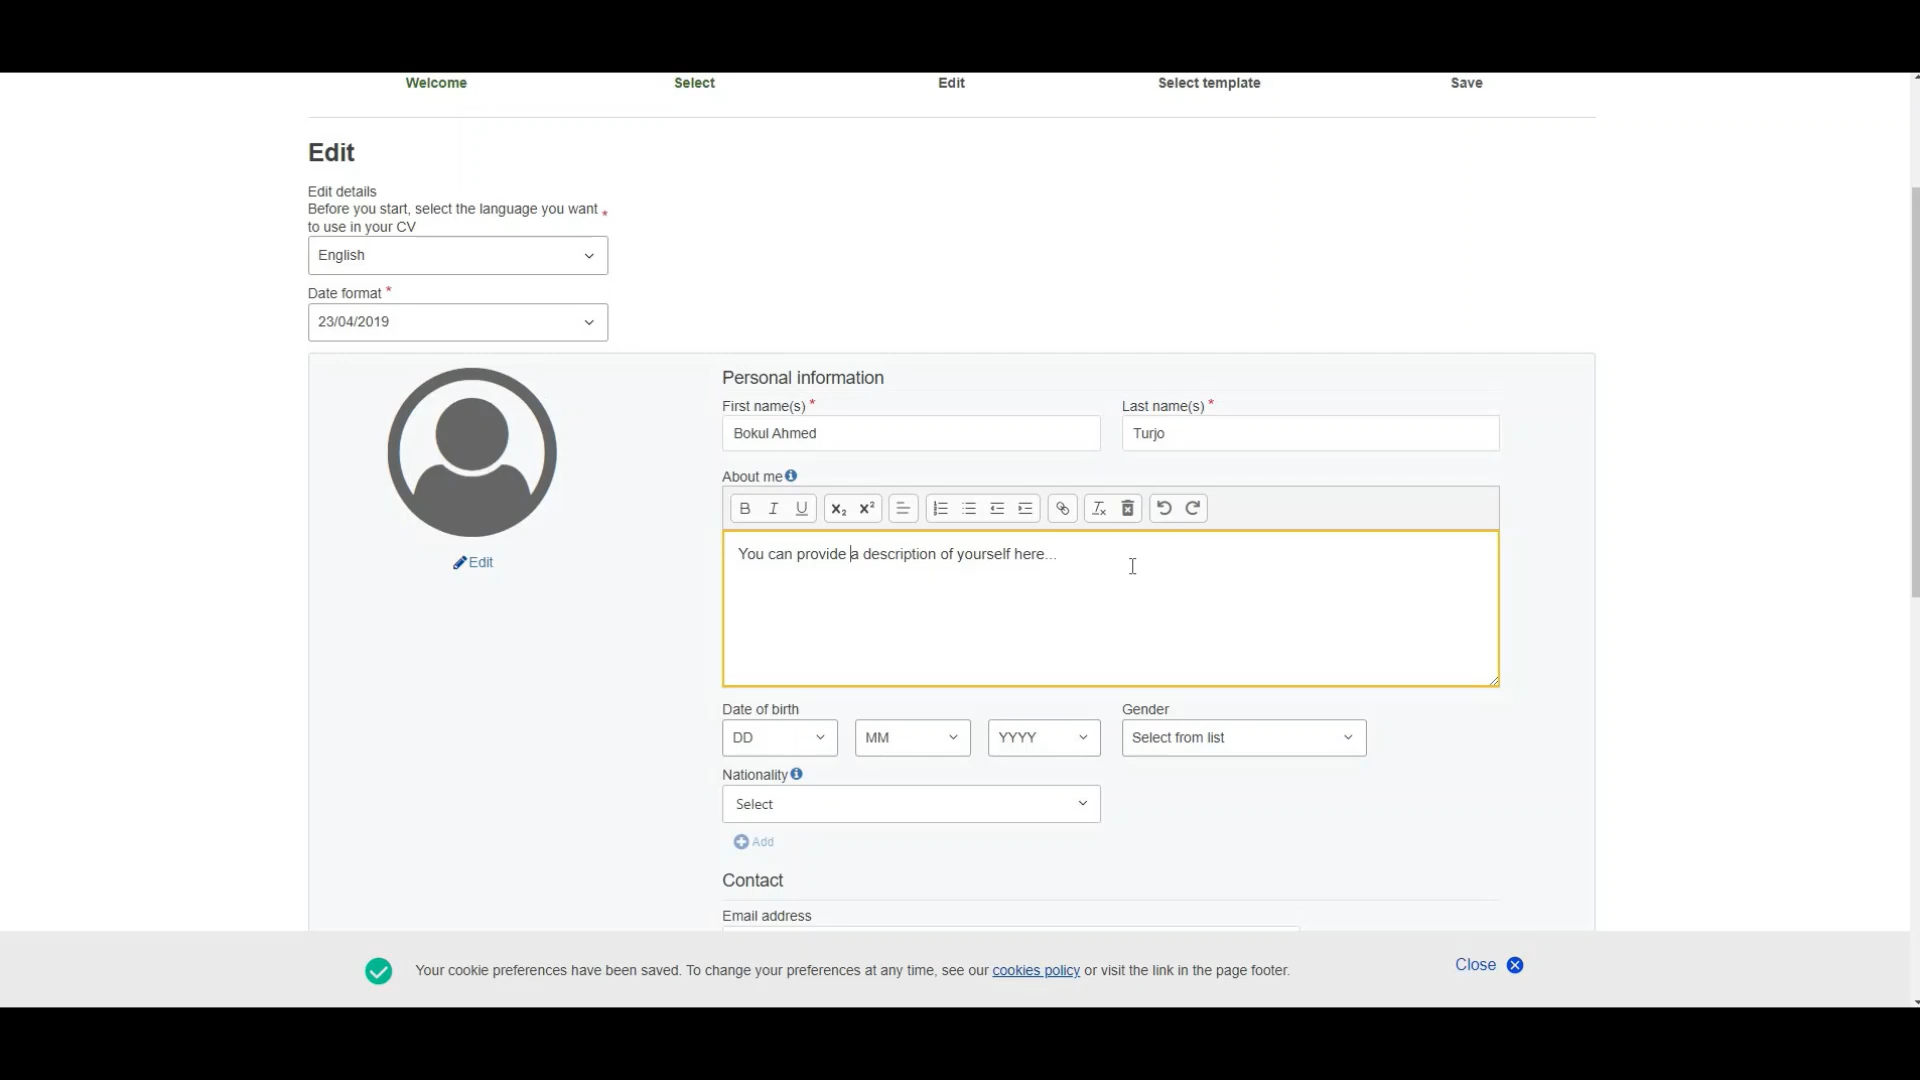 Welcome
Select
Edit
Select template
Save
Edit
Edit details
Before you start, select the language you want *
to use in your CV
English
Date format *
23/04/2019
Edit
Personal information
First name(s) *
Last name(s) *
Bokul Ahmed
Turjo
About me
B I U X₂ X²
You can provide a description of yourself here...
Date of birth
Gender
DD
MM
YYYY
Select from list
Nationality
Select
Add
Contact
Email address
Your cookie preferences have been saved. To change your preferences at any time, see our cookies policy or visit the link in the page footer.
Close